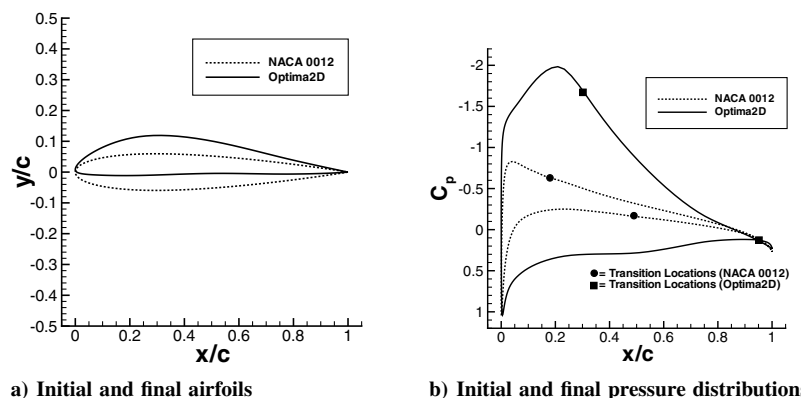 0.5
0.4
0.3
0.2
0.1
0
-0.1
-0.2
-0.3
-0.4
-0.5
y/c
NACA 0012
Optima2D
0 0.2 0.4 0.6 0.8 1
x/c
a) Initial and final airfoils
-2
-1.5
-1
-0.5
0
0.5
1
Cp
NACA 0012
Optima2D
= Transition Locations (NACA 0012)
= Transition Locations (Optima2D)
0 0.2 0.4 0.6 0.8 1
x/c
b) Initial and final pressure distribution